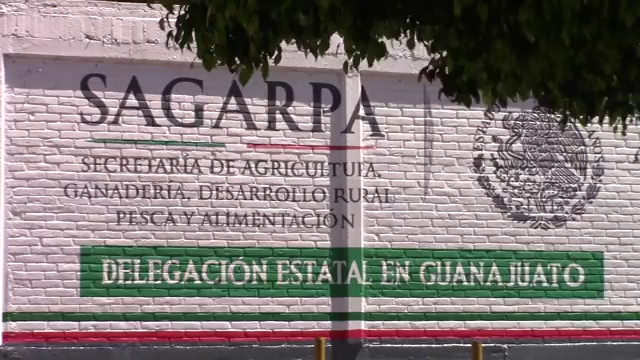 SAGARPA
SECRETARÍA DE AGRICULTURA,
GANADERÍA, DESARROLLO RURAL
PESCA Y ALIMENTACIÓN
DELEGACIÓN ESTATAL EN GUANAJUATO